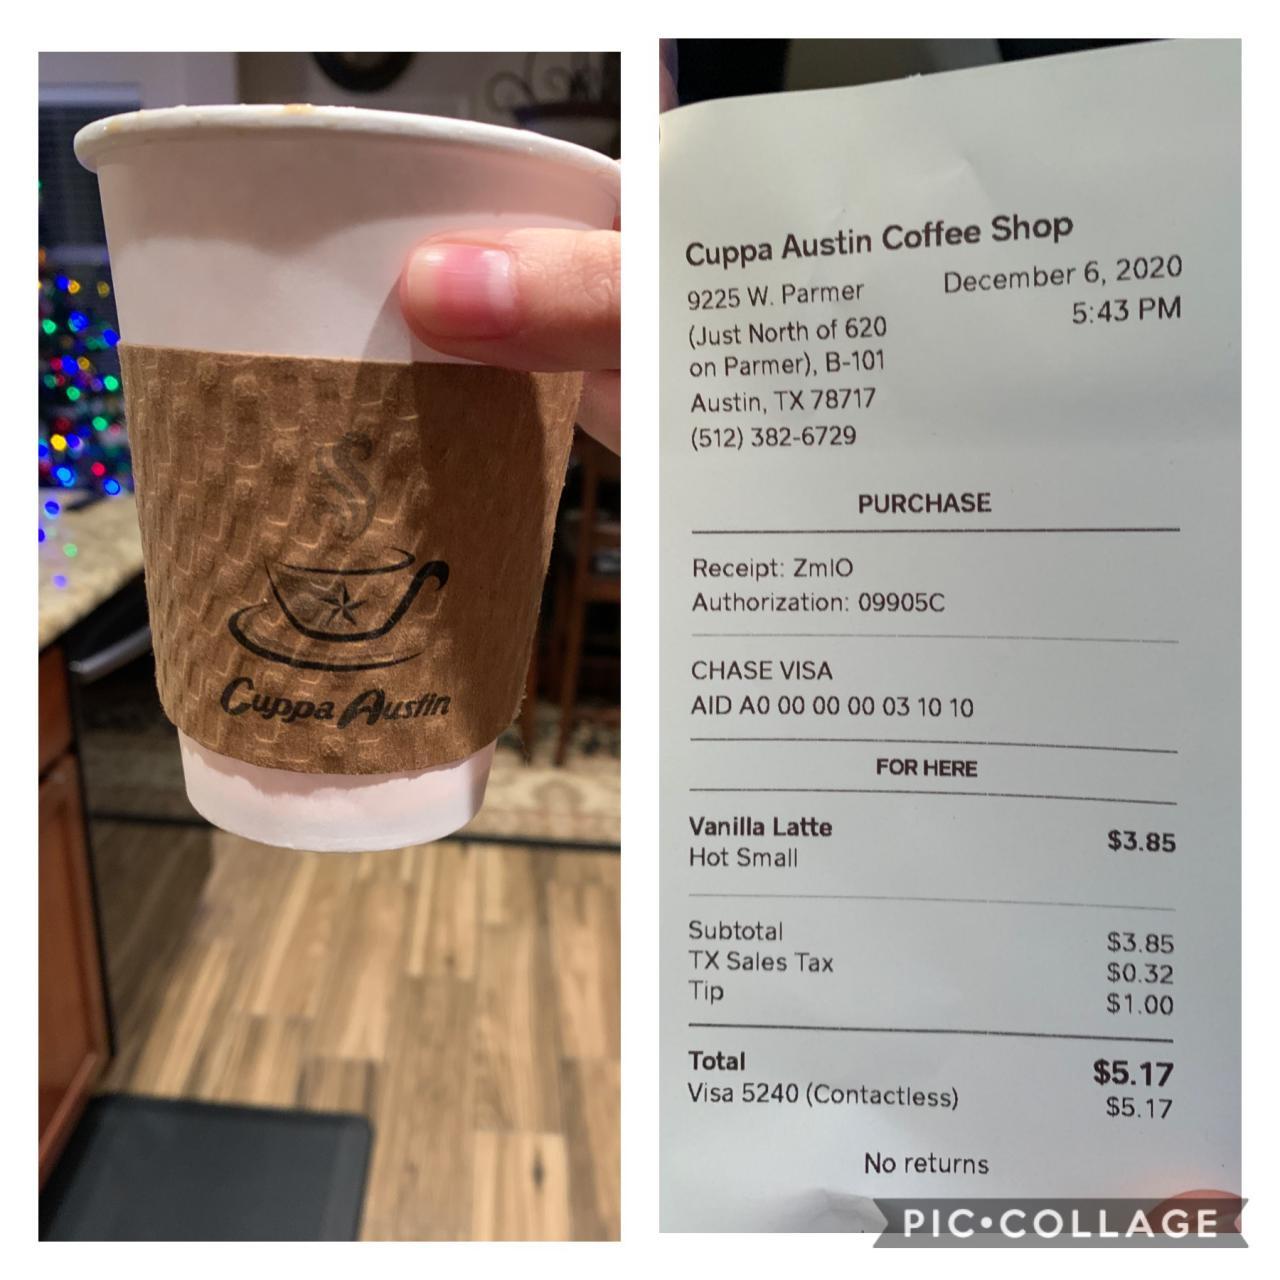 Cuppa Austin
Cuppa Austin Coffee Shop
9225 W. Parmer
(Just North of 620
on Parmer), B-101
Austin, TX 78717
(512) 382-6729
December 6, 2020
5:43 PM
PURCHASE
Receipt: ZmIO
Authorization: 09905C
CHASE VISA
AID A0 00 00 00 03 10 10
FOR HERE
Vanilla Latte $3.85
Hot Small
Subtotal $3.85
TX Sales Tax $0.32
Tip $1.00
Total $5.17
Visa 5240 (Contactless) $5.17
No returns
PIC•COLLAGE